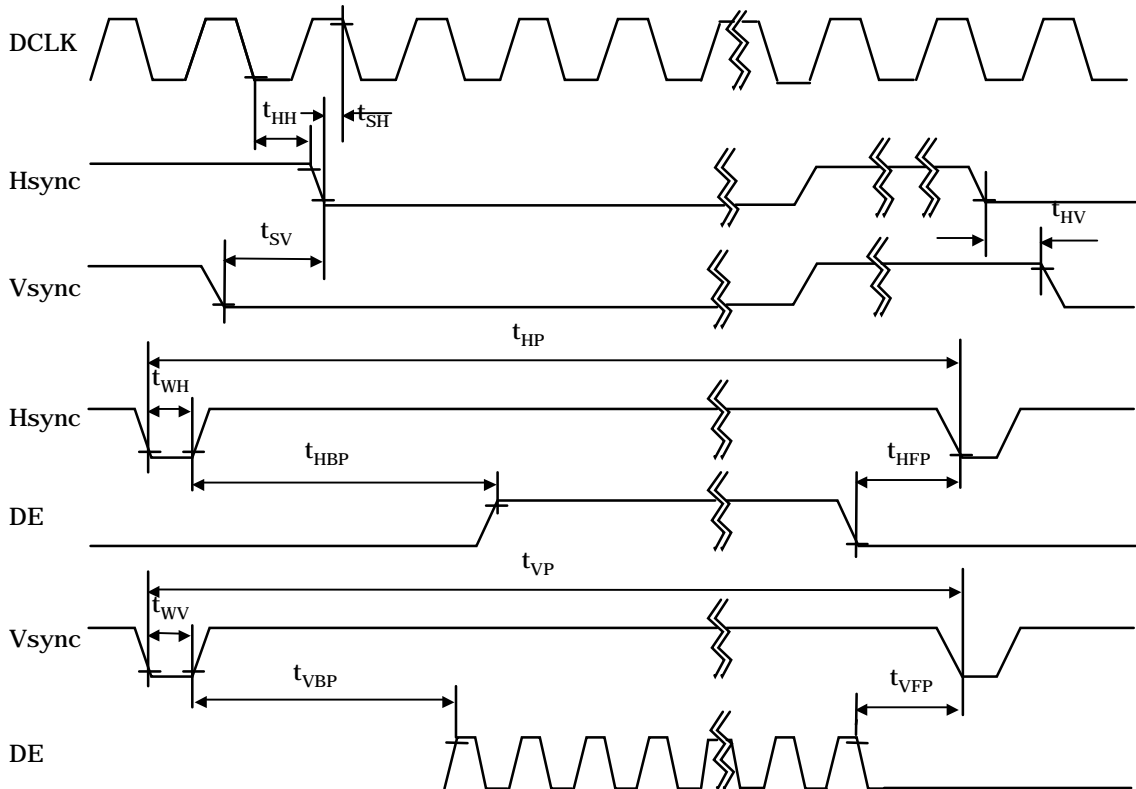 DCLK
tHH
tSH
Hsync
tSV
tHV
Vsync
tHP
tWH
Hsync
tHBP
tHFP
DE
tVP
tWV
Vsync
tVBP
tVFP
DE